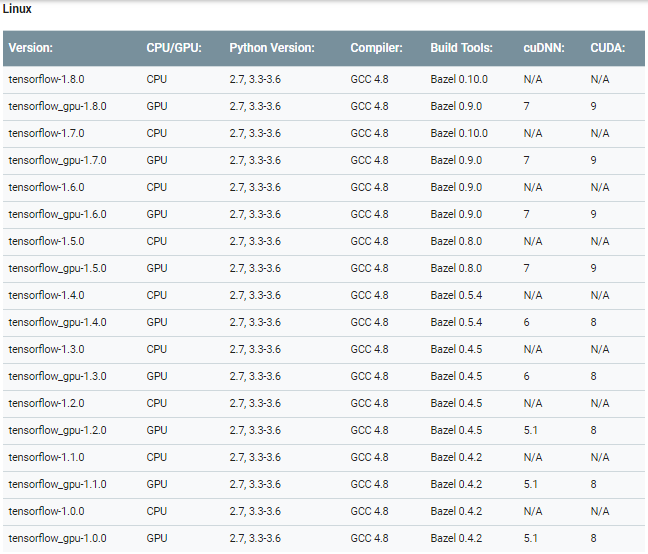 Linux
Version: CPU/GPU: Python Version: Compiler: Build Tools: cuDNN: CUDA:
tensorflow-1.8.0 CPU 2.7, 3.3-3.6 GCC 4.8 Bazel 0.10.0 N/A N/A
tensorflow_gpu-1.8.0 GPU 2.7, 3.3-3.6 GCC 4.8 Bazel 0.9.0 7 9
tensorflow-1.7.0 CPU 2.7, 3.3-3.6 GCC 4.8 Bazel 0.10.0 N/A N/A
tensorflow_gpu-1.7.0 GPU 2.7, 3.3-3.6 GCC 4.8 Bazel 0.9.0 7 9
tensorflow-1.6.0 CPU 2.7, 3.3-3.6 GCC 4.8 Bazel 0.9.0 N/A N/A
tensorflow_gpu-1.6.0 GPU 2.7, 3.3-3.6 GCC 4.8 Bazel 0.9.0 7 9
tensorflow-1.5.0 CPU 2.7, 3.3-3.6 GCC 4.8 Bazel 0.8.0 N/A N/A
tensorflow_gpu-1.5.0 GPU 2.7, 3.3-3.6 GCC 4.8 Bazel 0.8.0 7 9
tensorflow-1.4.0 CPU 2.7, 3.3-3.6 GCC 4.8 Bazel 0.5.4 N/A N/A
tensorflow_gpu-1.4.0 GPU 2.7, 3.3-3.6 GCC 4.8 Bazel 0.5.4 6 8
tensorflow-1.3.0 CPU 2.7, 3.3-3.6 GCC 4.8 Bazel 0.4.5 N/A N/A
tensorflow_gpu-1.3.0 GPU 2.7, 3.3-3.6 GCC 4.8 Bazel 0.4.5 6 8
tensorflow-1.2.0 CPU 2.7, 3.3-3.6 GCC 4.8 Bazel 0.4.5 N/A N/A
tensorflow_gpu-1.2.0 GPU 2.7, 3.3-3.6 GCC 4.8 Bazel 0.4.5 5.1 8
tensorflow-1.1.0 CPU 2.7, 3.3-3.6 GCC 4.8 Bazel 0.4.2 N/A N/A
tensorflow_gpu-1.1.0 GPU 2.7, 3.3-3.6 GCC 4.8 Bazel 0.4.2 5.1 8
tensorflow-1.0.0 CPU 2.7, 3.3-3.6 GCC 4.8 Bazel 0.4.2 N/A N/A
tensorflow_gpu-1.0.0 GPU 2.7, 3.3-3.6 GCC 4.8 Bazel 0.4.2 5.1 8